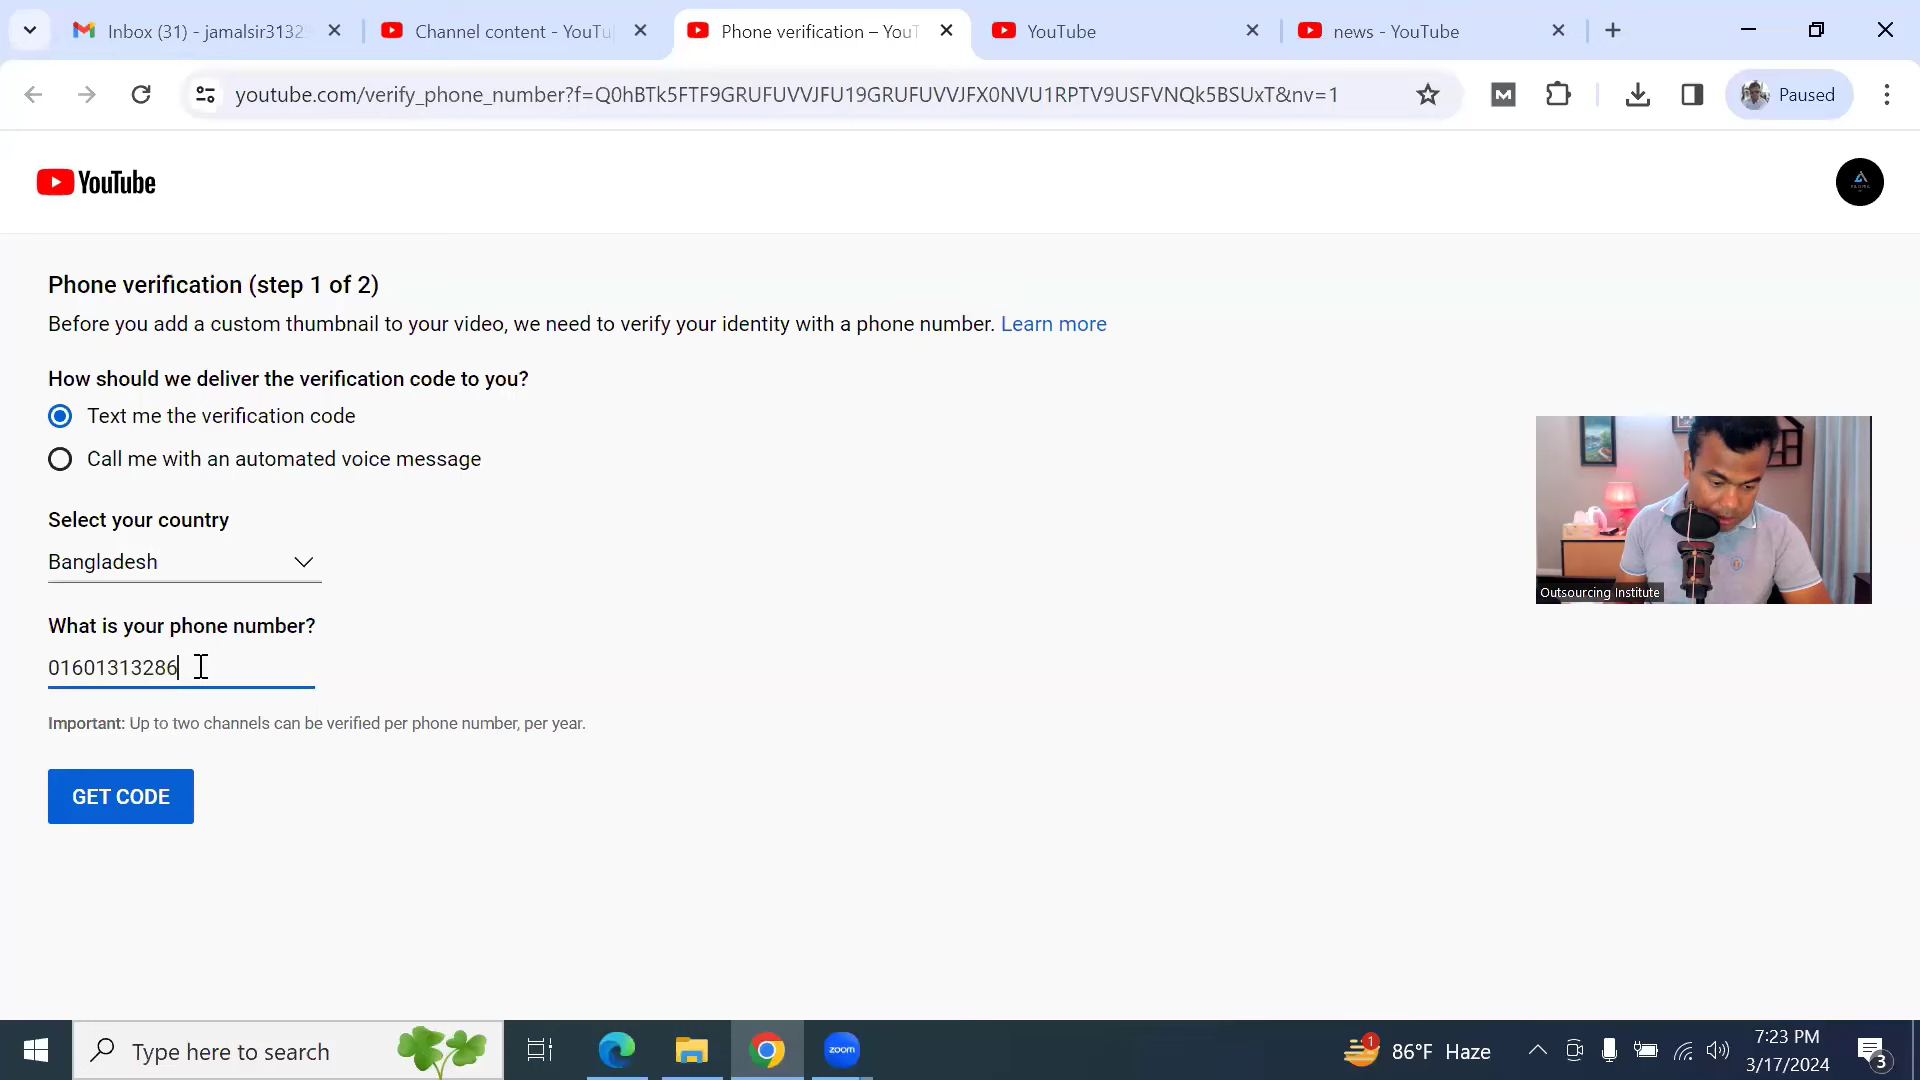 Inbox (31) - jamalsir3132
Channel content - YouTu
Phone verification – YouT
YouTube
news - YouTube
youtube.com/verify_phone_number?f=Q0hBTk5FTF9GRUFUVVJFU19GRUFUVVJFX0NVU1RPTV9USFVNQk5BSUxT&nv=1
M
Paused
YouTube
Phone verification (step 1 of 2)
Before you add a custom thumbnail to your video, we need to verify your identity with a phone number. Learn more
How should we deliver the verification code to you?
Text me the verification code
Call me with an automated voice message
Select your country
Bangladesh
What is your phone number?
01601313286
Important: Up to two channels can be verified per phone number, per year.
GET CODE
Outsourcing Institute
Type here to search
zoom
1
86°F Haze
7:23 PM
3/17/2024
3